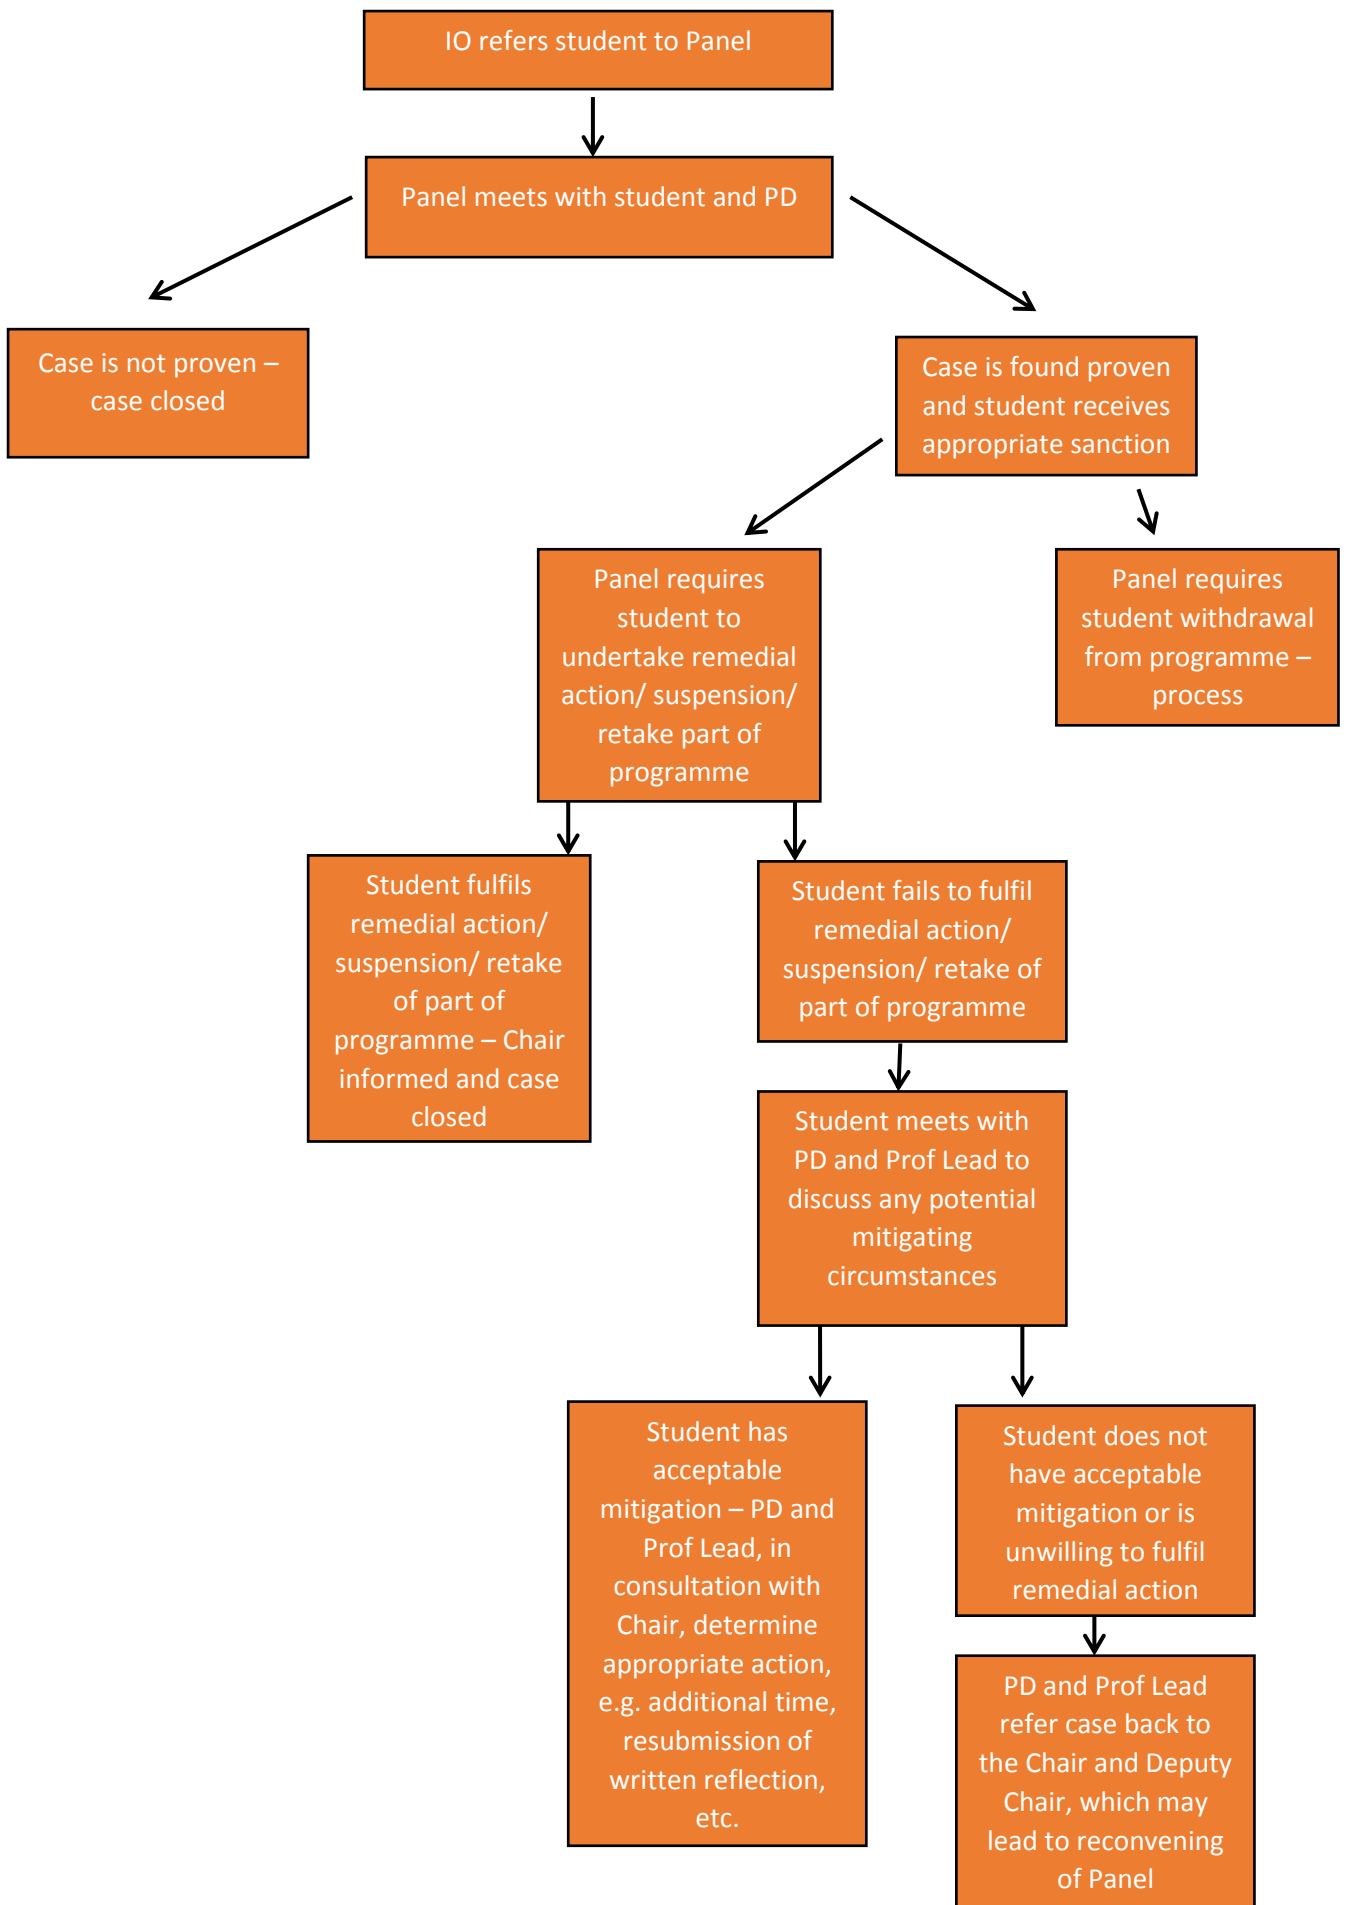 IO refers student to Panel
Panel meets with student and PD
Case is not proven –
case closed
Case is found proven
and student receives
appropriate sanction
Panel requires
student to
undertake remedial
action/ suspension/
retake part of
programme
Panel requires
student withdrawal
from programme –
process
Student fulfils
remedial action/
suspension/ retake
of part of
programme – Chair
informed and case
closed
Student fails to fulfil
remedial action/
suspension/ retake of
part of programme
Student meets with
PD and Prof Lead to
discuss any potential
mitigating
circumstances
Student has
acceptable
mitigation – PD and
Prof Lead, in
consultation with
Chair, determine
appropriate action,
e.g. additional time,
resubmission of
written reflection,
etc.
Student does not
have acceptable
mitigation or is
unwilling to fulfil
remedial action
PD and Prof Lead
refer case back to
the Chair and Deputy
Chair, which may
lead to reconvening
of Panel